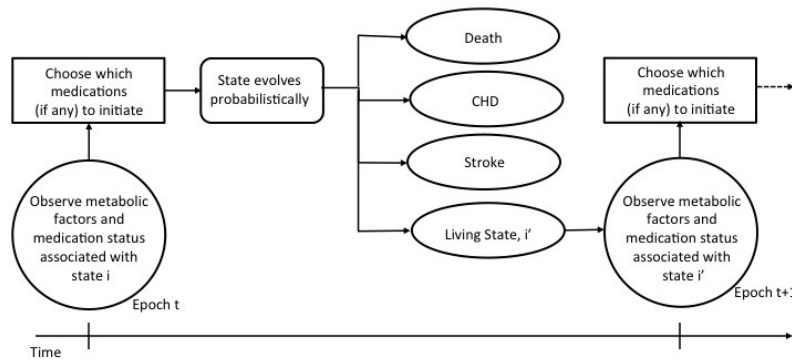 Choose which
medications
(if any) to initiate
State evolves
probabilistically
Death
CHD
Stroke
Living State, i'
Choose which
medications
(if any) to initiate
Observe metabolic
factors and
medication status
associated with
state i
Epoch t
Observe metabolic
factors and
medication status
associated with
state i'
Epoch t+1
Time